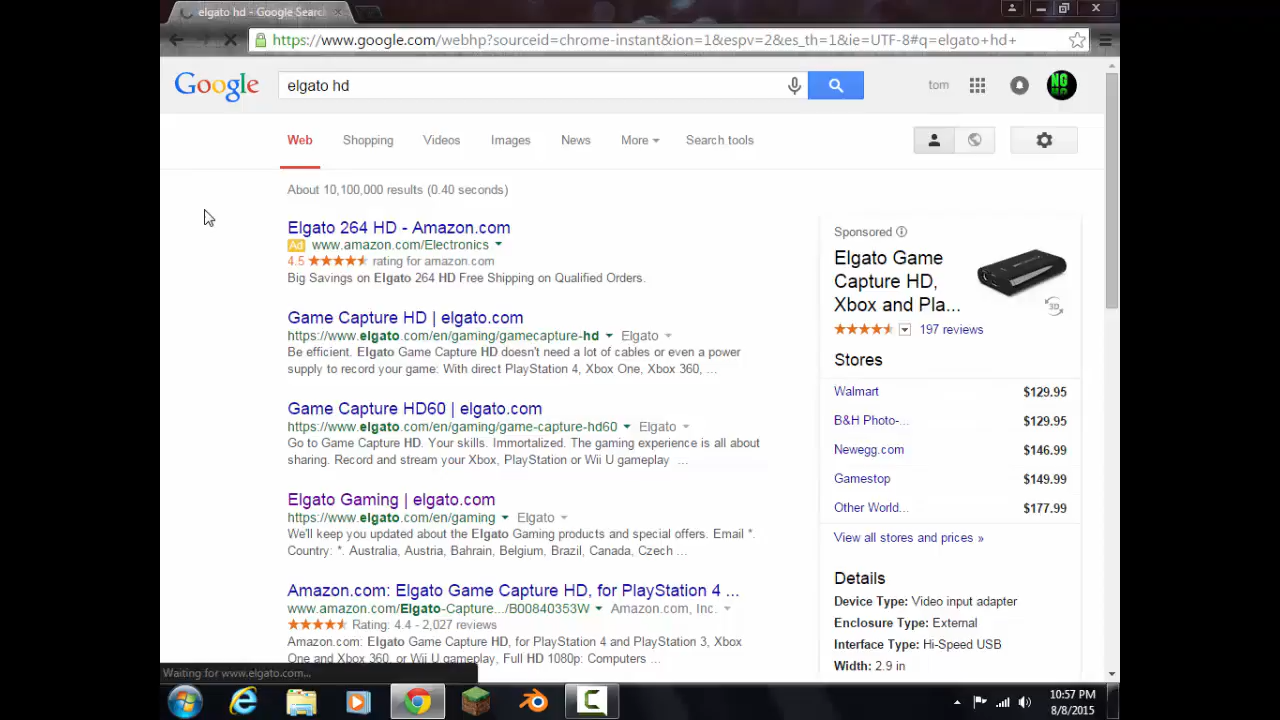 elgato hd - Google Search
https://www.google.com/webhp?sourceid=chrome-instant&ion=1&espv=2&es_th=1&ie=UTF-8#q=elgato+hd+
Google
elgato hd
tom
NG
Web Shopping Videos Images News More Search tools
About 10,100,000 results (0.40 seconds)
Elgato 264 HD - Amazon.com
Ad www.amazon.com/Electronics
4.5 ★★★★★ rating for amazon.com
Big Savings on Elgato 264 HD Free Shipping on Qualified Orders.
Game Capture HD | elgato.com
https://www.elgato.com/en/gaming/gamecapture-hd Elgato
Be efficient. Elgato Game Capture HD doesn't need a lot of cables or even a power
supply to record your game: With direct PlayStation 4, Xbox One, Xbox 360, ...
Game Capture HD60 | elgato.com
https://www.elgato.com/en/gaming/game-capture-hd60 Elgato
Go to Game Capture HD. Your skills. Immortalized. The gaming experience is all about
sharing. Record and stream your Xbox, PlayStation or Wii U gameplay ...
Elgato Gaming | elgato.com
https://www.elgato.com/en/gaming Elgato
We'll keep you updated about the Elgato Gaming products and special offers. Email *.
Country: *. Australia, Austria, Bahrain, Belgium, Brazil, Canada, Czech ...
Amazon.com: Elgato Game Capture HD, for PlayStation 4 ...
www.amazon.com/Elgato-Capture.../B00840353W Amazon.com, Inc.
★★★★★ Rating: 4.4 - 2,027 reviews
Amazon.com: Elgato Game Capture HD, for PlayStation 4 and PlayStation 3, Xbox
One and Xbox 360, or Wii U gameplay, Full HD 1080p: Computers ...
Sponsored
Elgato Game
Capture HD,
Xbox and Pla...
3D
197 reviews
Stores
Walmart $129.95
B&H Photo-... $129.95
Newegg.com $146.99
Gamestop $149.99
Other World... $177.99
View all stores and prices »
Details
Device Type: Video input adapter
Enclosure Type: External
Interface Type: Hi-Speed USB
Width: 2.9 in
Waiting for www.elgato.com...
10:57 PM
8/8/2015